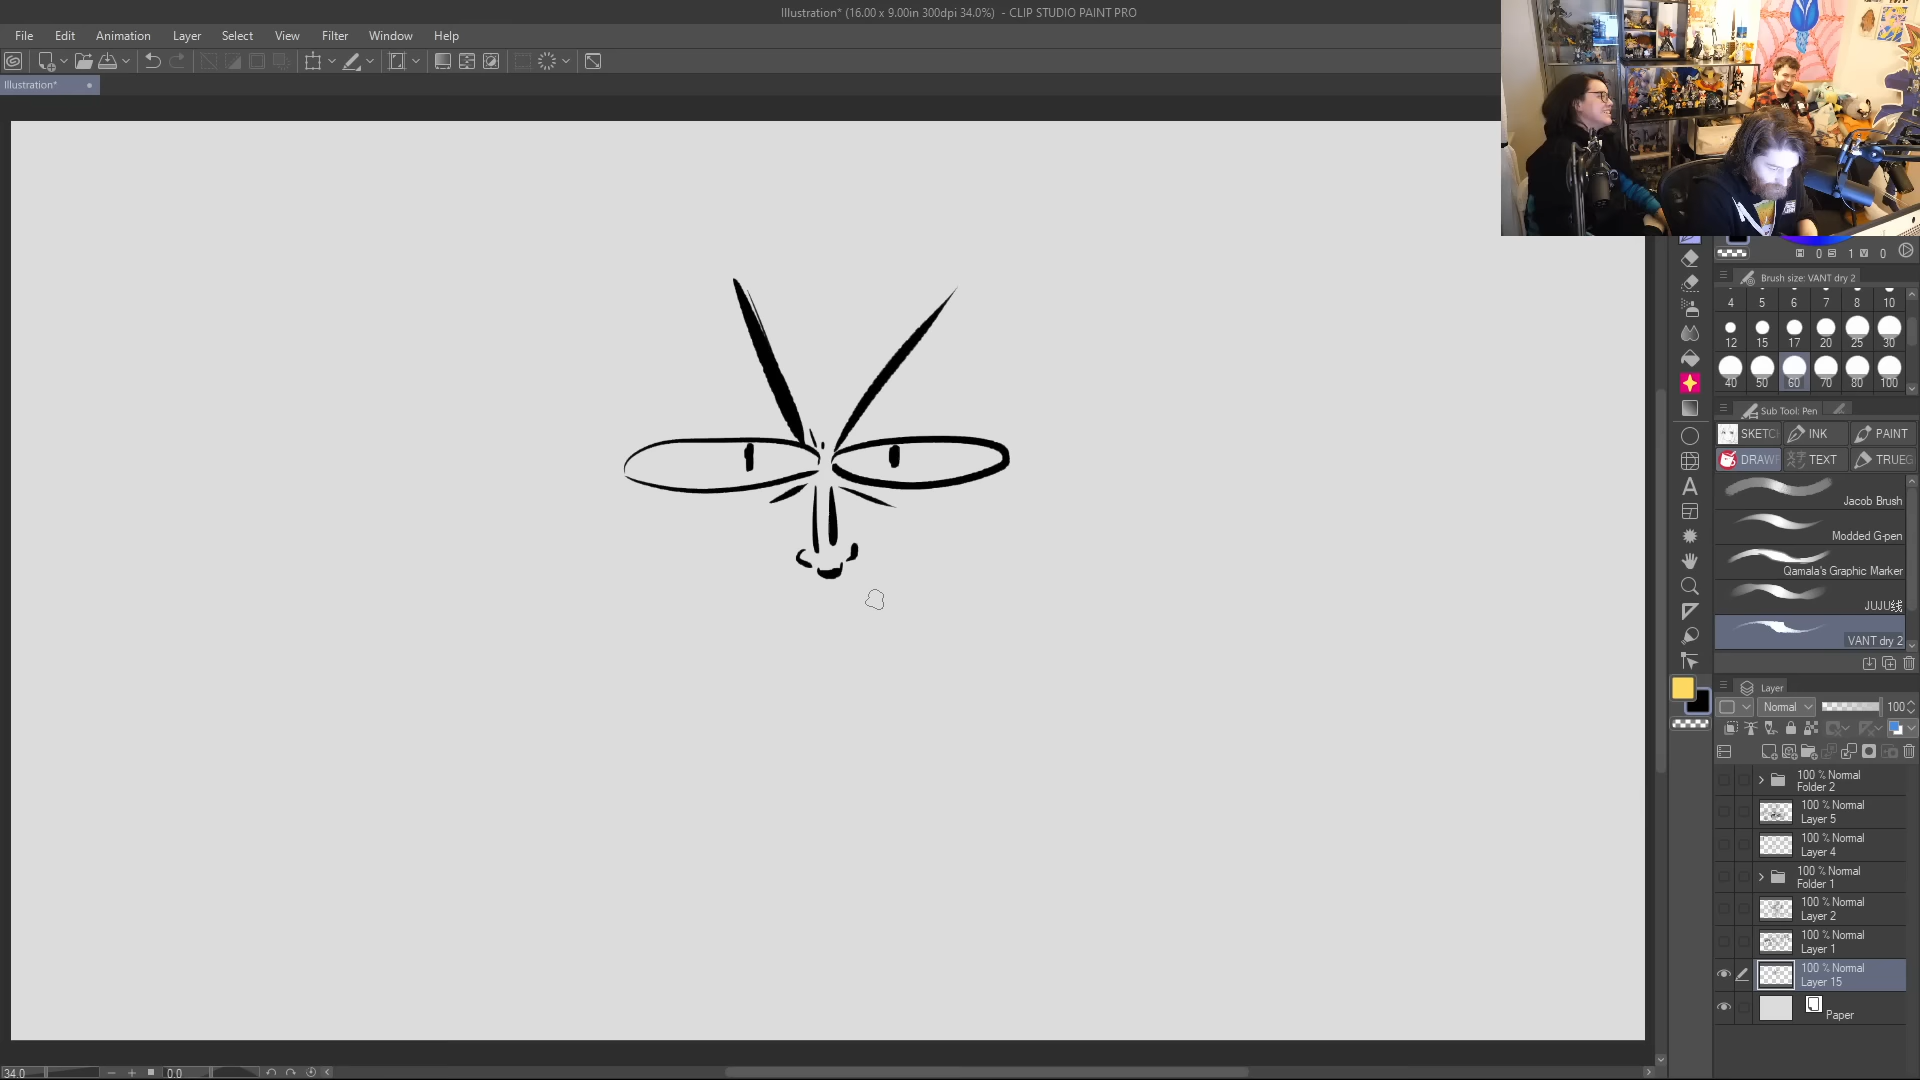 Illustration* (16.00 x 9.00in 300dpi 34.0%) - CLIP STUDIO PAINT PRO
File Edit Animation Layer Select View Filter Window Help
Illustration*
0 1 0
Brush size: VANT dry 2
4 5 6 7 8 10
12 15 17 20 25 30
40 50 60 70 80 100
Sub Tool: Pen
SKETC INK PAINT
DRAW TEXT TRUEG
Jacob Brush
Modded G-pen
Qamala's Graphic Marker
JUJU线
VANT dry 2
Layer
Normal 100
100 % Normal
Folder 2
100 % Normal
Layer 5
100 % Normal
Layer 4
100 % Normal
Folder 1
100 % Normal
Layer 2
100 % Normal
Layer 1
100 % Normal
Layer 15
Paper
34.0 0.0